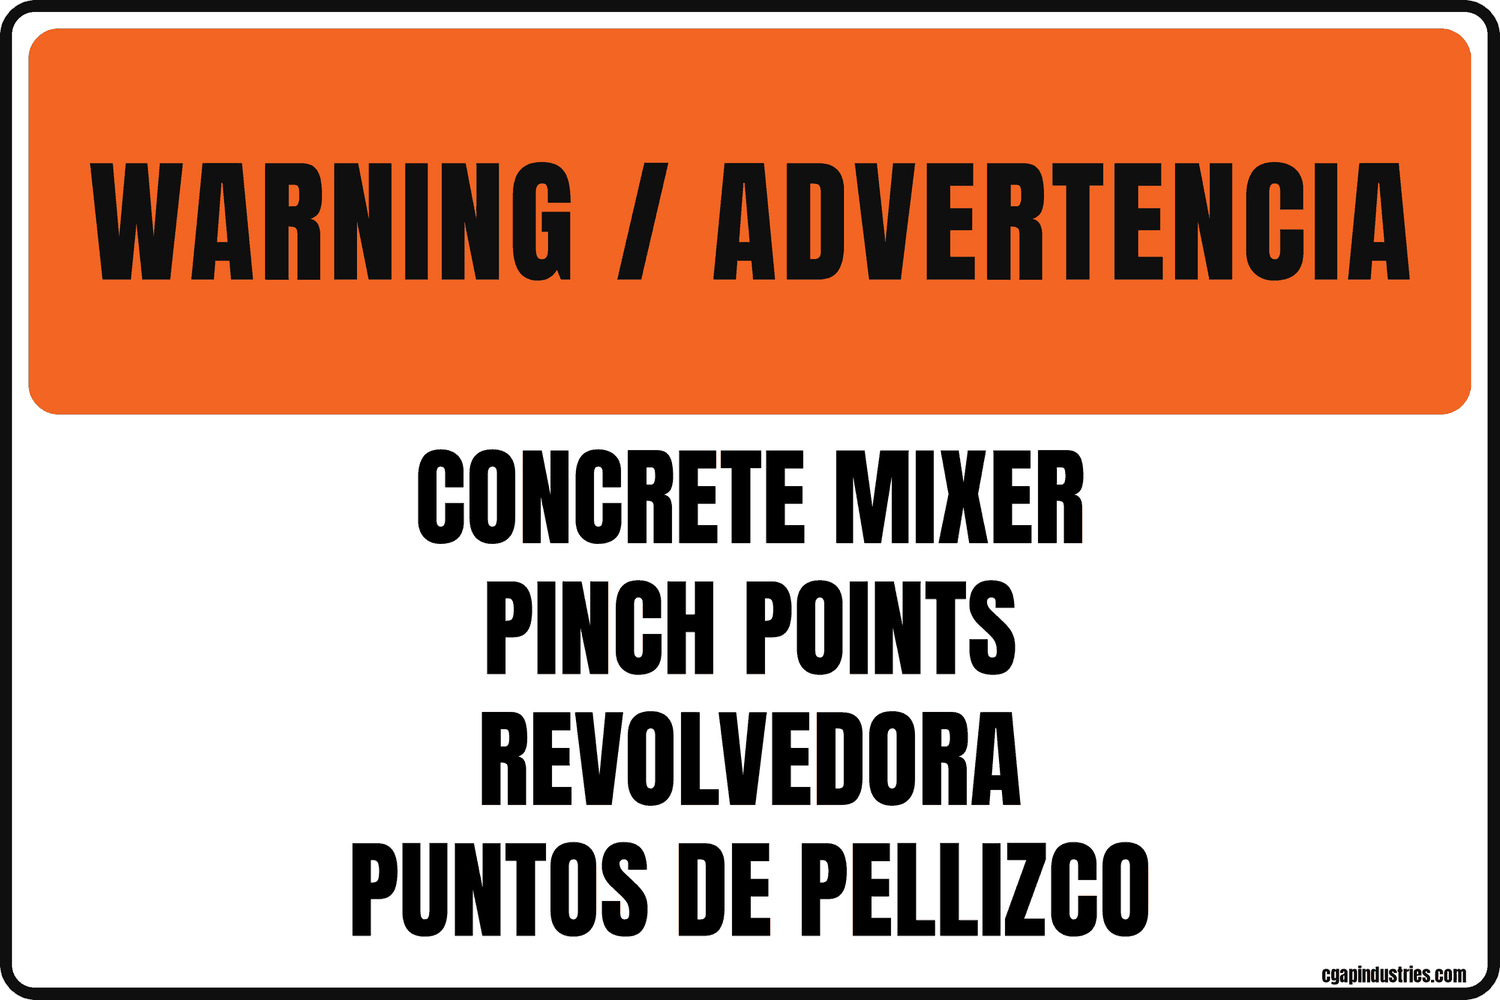 WARNING / ADVERTENCIA
CONCRETE MIXER
PINCH POINTS
REVOLVEDORA
PUNTOS DE PELLIZCO
cgapindustries.com